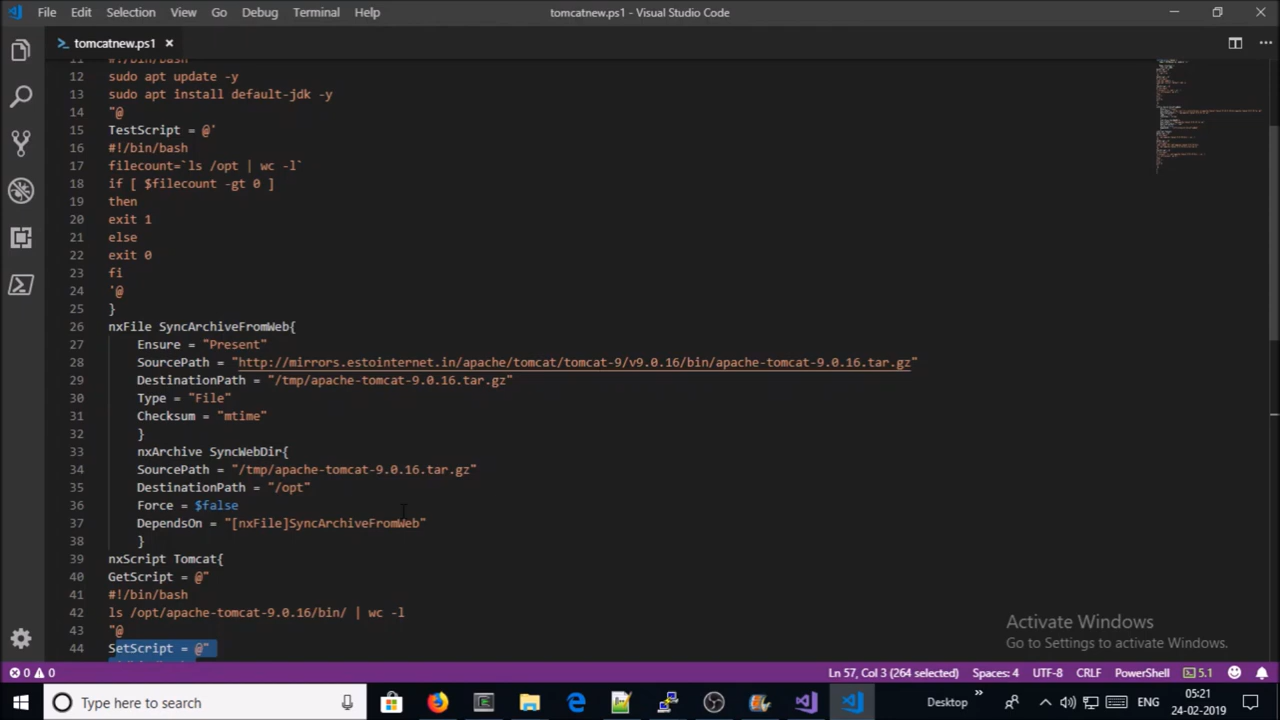 File Edit Selection View Go Debug Terminal Help tomcatnew.ps1 - Visual Studio Code
tomcatnew.ps1
11 #!/bin/bash
12 sudo apt update -y
13 sudo apt install default-jdk -y
14 "@
15 TestScript = @'
16 #!/bin/bash
17 filecount=`ls /opt | wc -l`
18 if [ $filecount -gt 0 ]
19 then
20 exit 1
21 else
22 exit 0
23 fi
24 '@
25 }
26 nxFile SyncArchiveFromWeb{
27 Ensure = "Present"
28 SourcePath = "http://mirrors.estointernet.in/apache/tomcat/tomcat-9/v9.0.16/bin/apache-tomcat-9.0.16.tar.gz"
29 DestinationPath = "/tmp/apache-tomcat-9.0.16.tar.gz"
30 Type = "File"
31 Checksum = "mtime"
32 }
33 nxArchive SyncWebDir{
34 SourcePath = "/tmp/apache-tomcat-9.0.16.tar.gz"
35 DestinationPath = "/opt"
36 Force = $false
37 DependsOn = "[nxFile]SyncArchiveFromWeb"
38 }
39 nxScript Tomcat{
40 GetScript = @"
41 #!/bin/bash
42 ls /opt/apache-tomcat-9.0.16/bin/ | wc -l
43 "@
44 SetScript = @"
Activate Windows
Go to Settings to activate Windows.
0 0 Ln 57, Col 3 (264 selected) Spaces: 4 UTF-8 CRLF PowerShell 5.1
Type here to search Desktop ENG 05:21
24-02-2019